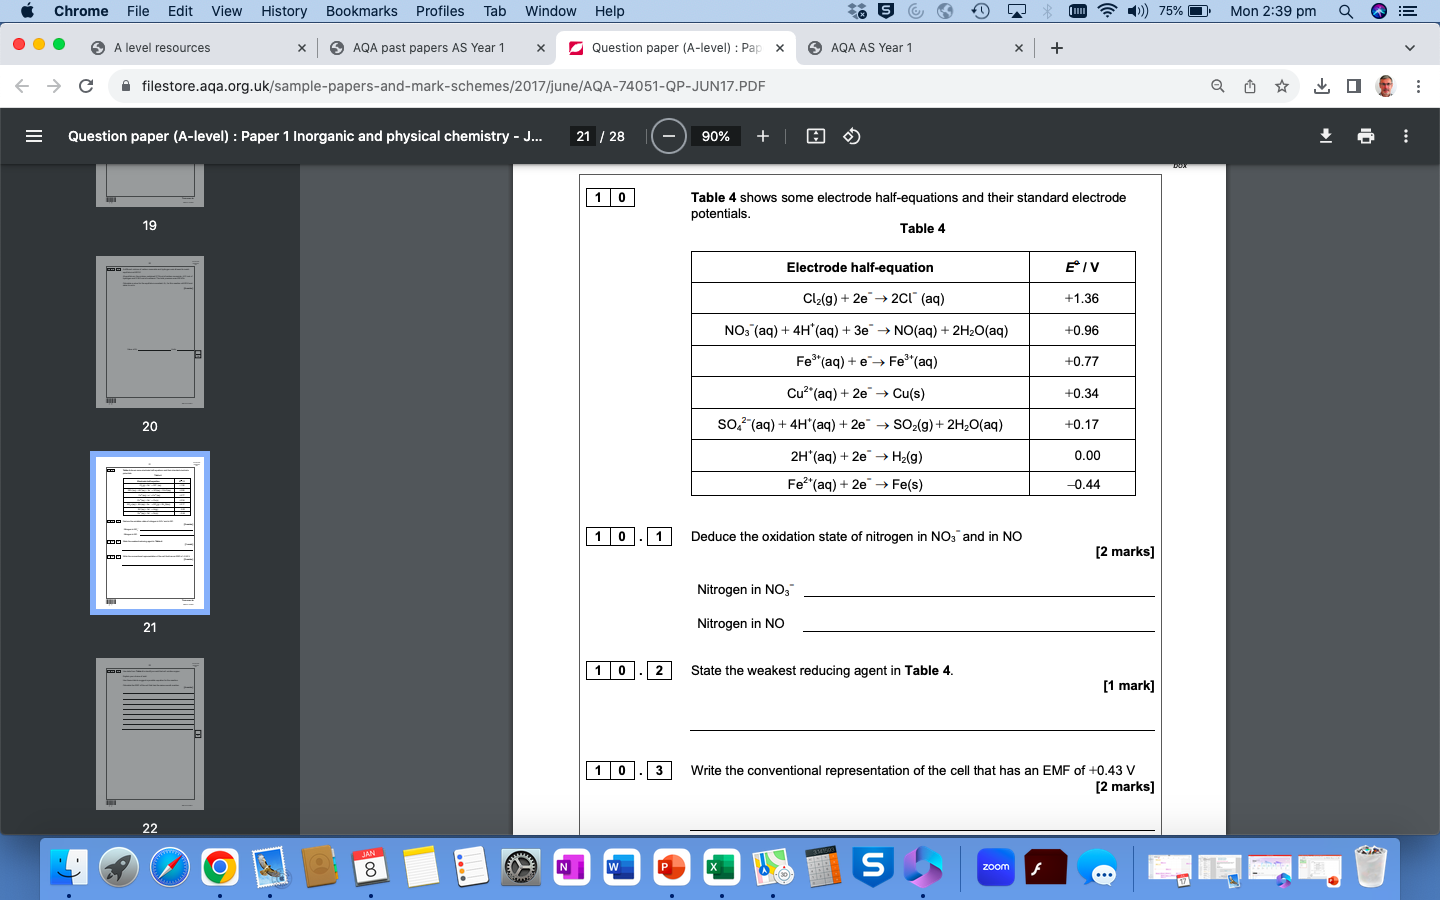 Chrome File Edit View History Bookmarks Profiles Tab Window Help 75% Mon 2:39 pm
A level resources
AQA past papers AS Year 1
Question paper (A-level) : Pap
AQA AS Year 1
filestore.aqa.org.uk/sample-papers-and-mark-schemes/2017/june/AQA-74051-QP-JUN17.PDF
Question paper (A-level) : Paper 1 Inorganic and physical chemistry - J... 21 / 28 90%
box
19
20
21
22
1 0 Table 4 shows some electrode half-equations and their standard electrode
potentials.
Table 4
Electrode half-equation E⦵ / V
Cl₂(g) + 2e⁻ → 2Cl⁻ (aq) +1.36
NO₃⁻(aq) + 4H⁺(aq) + 3e⁻ → NO(aq) + 2H₂O(aq) +0.96
Fe³⁺(aq) + e⁻→ Fe³⁺(aq) +0.77
Cu²⁺(aq) + 2e⁻ → Cu(s) +0.34
SO₄²⁻(aq) + 4H⁺(aq) + 2e⁻ → SO₂(g) + 2H₂O(aq) +0.17
2H⁺(aq) + 2e⁻ → H₂(g) 0.00
Fe²⁺(aq) + 2e⁻ → Fe(s) –0.44
1 0 . 1 Deduce the oxidation state of nitrogen in NO₃⁻ and in NO
[2 marks]
Nitrogen in NO₃⁻
Nitrogen in NO
1 0 . 2 State the weakest reducing agent in Table 4.
[1 mark]
1 0 . 3 Write the conventional representation of the cell that has an EMF of +0.43 V
[2 marks]
JAN
8
N
W
P
X
3D
S
zoom
f
17